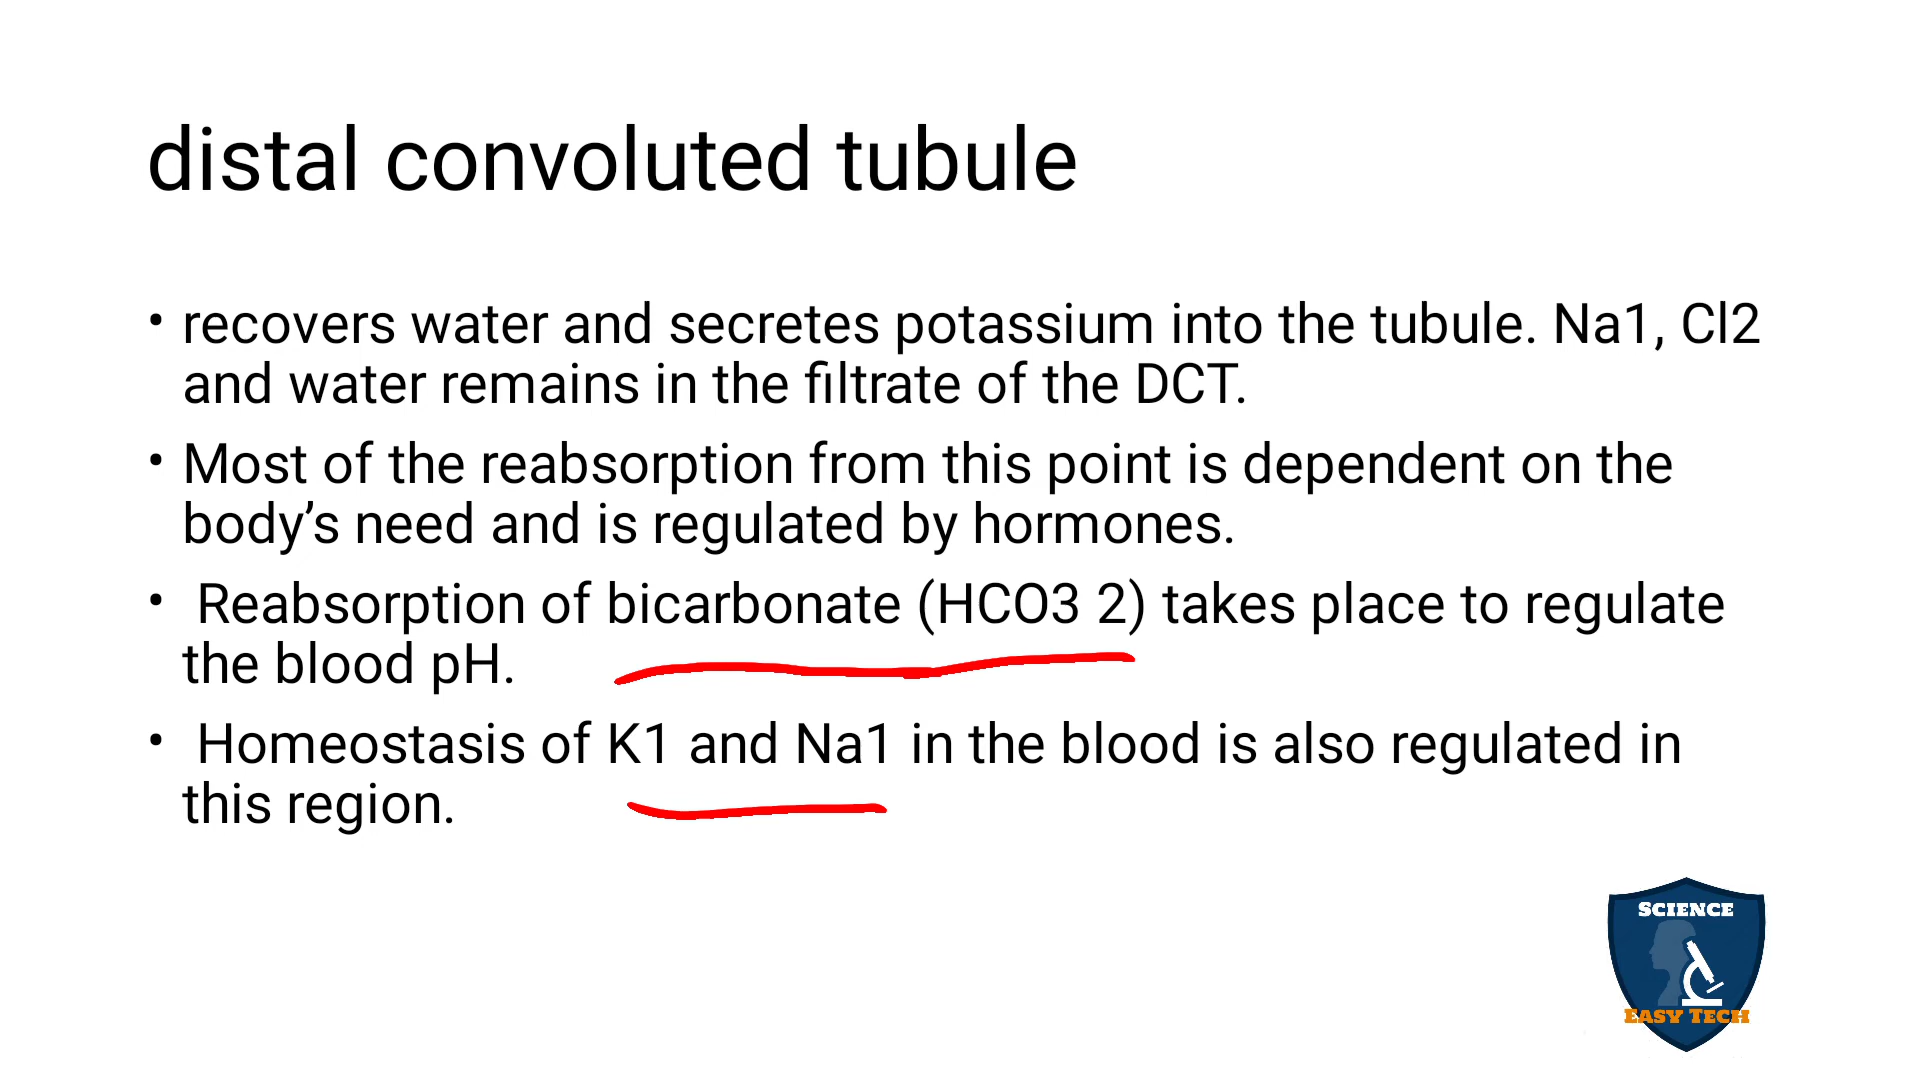 distal convoluted tubule
• recovers water and secretes potassium into the tubule. Na1, Cl2
and water remains in the filtrate of the DCT.
• Most of the reabsorption from this point is dependent on the
body’s need and is regulated by hormones.
• Reabsorption of bicarbonate (HCO3 2) takes place to regulate
the blood pH.
• Homeostasis of K1 and Na1 in the blood is also regulated in
this region.
SCIENCE
EASY TECH